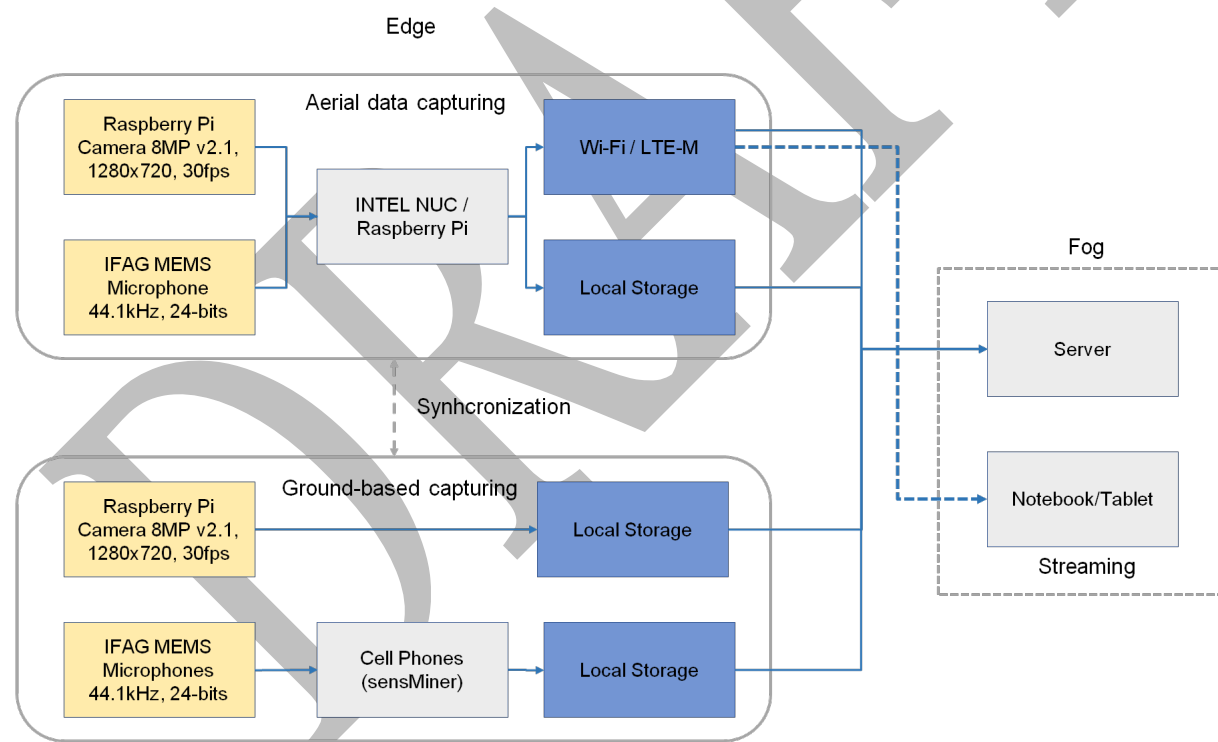 Edge
Aerial data capturing
Raspberry Pi
Camera 8MP v2.1,
1280x720, 30fps
IFAG MEMS
Microphone
44.1kHz, 24-bits
INTEL NUC /
Raspberry Pi
Wi-Fi / LTE-M
Local Storage
Synhcronization
Ground-based capturing
Raspberry Pi
Camera 8MP v2.1,
1280x720, 30fps
Local Storage
IFAG MEMS
Microphones
44.1kHz, 24-bits
Cell Phones
(sensMiner)
Local Storage
Fog
Server
Notebook/Tablet
Streaming
DRAF